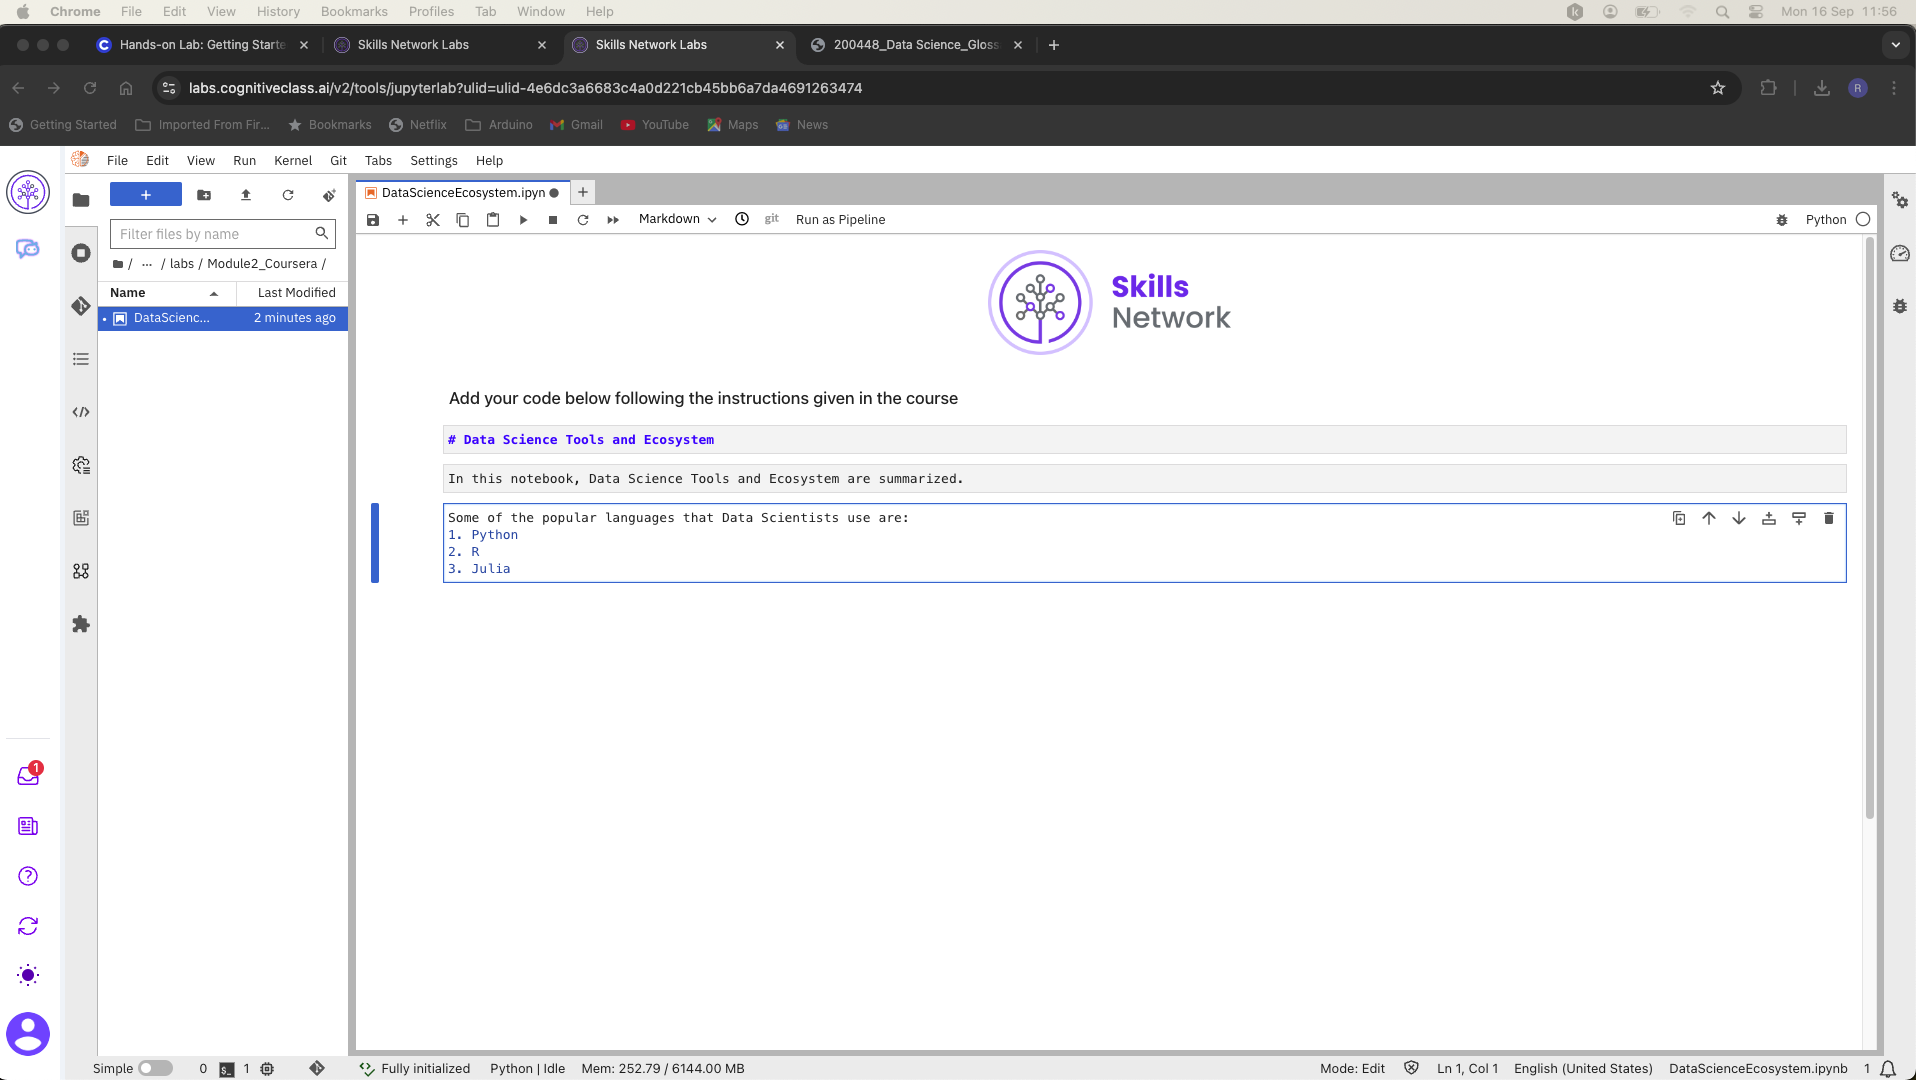 Chrome File Edit View History Bookmarks Profiles Tab Window Help Mon 16 Sep 11:56
Hands-on Lab: Getting Starte Skills Network Labs Skills Network Labs 200448_Data Science_Gloss
labs.cognitiveclass.ai/v2/tools/jupyterlab?ulid=ulid-4e6dc3a6683c4a0d221cb45bb6a7da4691263474 R
Getting Started Imported From Fir... Bookmarks Netflix Arduino Gmail YouTube Maps News
File Edit View Run Kernel Git Tabs Settings Help
DataScienceEcosystem.ipyn
Markdown git Run as Pipeline Python
Filter files by name
/ ... / labs / Module2_Coursera /
Name Last Modified
DataScienc... 2 minutes ago
Skills
Network
Add your code below following the instructions given in the course
# Data Science Tools and Ecosystem
In this notebook, Data Science Tools and Ecosystem are summarized.
Some of the popular languages that Data Scientists use are:
1. Python
2. R
3. Julia
1
Simple 0 1 Fully initialized Python | Idle Mem: 252.79 / 6144.00 MB Mode: Edit Ln 1, Col 1 English (United States) DataScienceEcosystem.ipynb 1